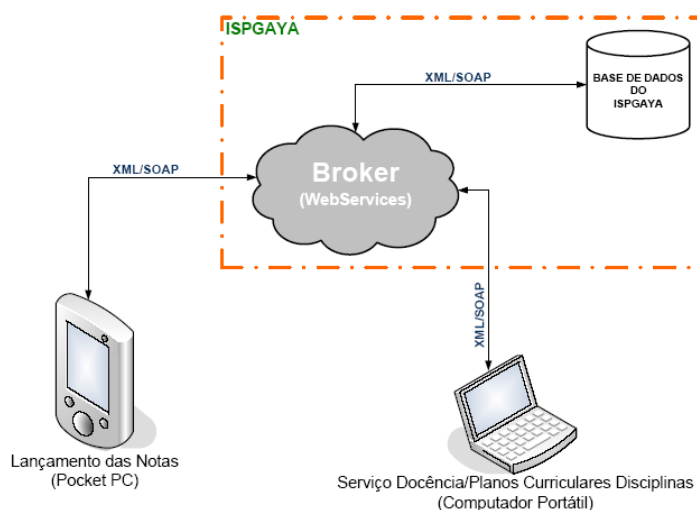 ISPGAYA
BASE DE DADOS
DO
ISPGAYA
XML/SOAP
Broker
(WebServices)
XML/SOAP
XML/SOAP
Lançamento das Notas
(Pocket PC)
Serviço Docência/Planos Curriculares Disciplinas
(Computador Portátil)